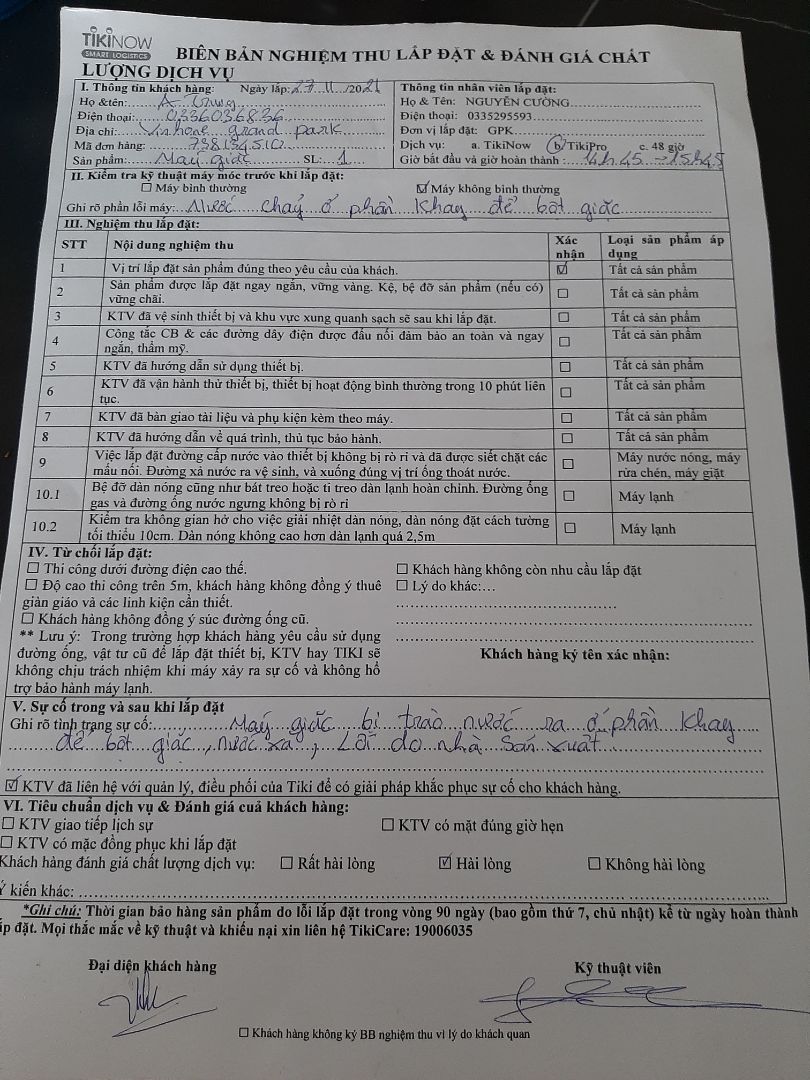 TIKINOW
SMART LOGISTICS
BIÊN BẢN NGHIỆM THU LẮP ĐẶT & ĐÁNH GIÁ CHẤT
LƯỢNG DỊCH VỤ
I. Thông tin khách hàng: Ngày lắp: 27.11../2021
Họ &tên: A. Trung
Điện thoại: 0336036836
Địa chỉ: Vinhone grand park
Mã đơn hàng: 738134510
Sản phẩm: Máy giặc SL: 1
Thông tin nhân viên lắp đặt:
Họ & Tên: NGUYỄN CƯỜNG
Điện thoại: 0335295593
Đơn vị lắp đặt: GPK
Dịch vụ: a. TikiNow b. TikiPro c. 48 giờ
Giờ bắt đầu và giờ hoàn thành: 14h45 → 15h45
II. Kiểm tra kỹ thuật máy móc trước khi lắp đặt:
☐ Máy bình thường ☑ Máy không bình thường
Ghi rõ phần lỗi máy: Nước chảy ở phần khay để bột giặc
III. Nghiệm thu lắp đặt:
STT Nội dung nghiệm thu Xác nhận Loại sản phẩm áp dụng
1 Vị trí lắp đặt sản phẩm đúng theo yêu cầu của khách. ☑ Tất cả sản phẩm
2 Sản phẩm được lắp đặt ngay ngắn, vững vàng. Kệ, bệ đỡ sản phẩm (nếu có)
vững chãi. ☐ Tất cả sản phẩm
3 KTV đã vệ sinh thiết bị và khu vực xung quanh sạch sẽ sau khi lắp đặt. ☐ Tất cả sản phẩm
4 Công tắc CB & các đường dây điện được đấu nối đảm bảo an toàn và ngay
ngắn, thẩm mỹ. ☐ Tất cả sản phẩm
5 KTV đã hướng dẫn sử dụng thiết bị. ☐ Tất cả sản phẩm
6 KTV đã vận hành thử thiết bị, thiết bị hoạt động bình thường trong 10 phút liên
tục. ☐ Tất cả sản phẩm
7 KTV đã bàn giao tài liệu và phụ kiện kèm theo máy. ☐ Tất cả sản phẩm
8 KTV đã hướng dẫn về quá trình, thủ tục bảo hành. ☐ Tất cả sản phẩm
9 Việc lắp đặt đường cấp nước vào thiết bị không bị rò rỉ và đã được siết chặt các
mấu nối. Đường xả nước ra vệ sinh, và xuống đúng vị trí ống thoát nước. ☐ Máy nước nóng, máy
rửa chén, máy giặt
10.1 Bệ đỡ dàn nóng cũng như bát treo hoặc ti treo dàn lạnh hoàn chỉnh. Đường ống
gas và đường ống nước ngưng không bị rò rỉ ☐ Máy lạnh
10.2 Kiểm tra không gian hở cho việc giải nhiệt dàn nóng, dàn nóng đặt cách tường
tối thiểu 10cm. Dàn nóng không cao hơn dàn lạnh quá 2,5m ☐ Máy lạnh
IV. Từ chối lắp đặt:
☐ Thi công dưới đường điện cao thế.
☐ Độ cao thi công trên 5m, khách hàng không đồng ý thuê
giàn giáo và các linh kiện cần thiết.
☐ Khách hàng không đồng ý súc đường ống cũ.
** Lưu ý: Trong trường hợp khách hàng yêu cầu sử dụng
đường ống, vật tư cũ để lắp đặt thiết bị, KTV hay TIKI sẽ
không chịu trách nhiệm khi máy xảy ra sự cố và không hổ
trợ bảo hành máy lạnh.
☐ Khách hàng không còn nhu cầu lắp đặt
☐ Lý do khác:...
Khách hàng ký tên xác nhận:
V. Sự cố trong và sau khi lắp đặt
Ghi rõ tình trạng sự cố: Máy giặc bị trào nước ra ở phần khay
để bột giặc, nước xả, Lỗi do nhà sản xuất
☑ KTV đã liên hệ với quản lý, điều phối của Tiki để có giải pháp khắc phục sự cố cho khách hàng.
VI. Tiêu chuẩn dịch vụ & Đánh giá cuả khách hàng:
☐ KTV giao tiếp lịch sự ☐ KTV có mặt đúng giờ hẹn
☐ KTV có mặc đồng phục khi lắp đặt
Khách hàng đánh giá chất lượng dịch vụ: ☐ Rất hài lòng ☑ Hài lòng ☐ Không hài lòng
Ý kiến khác:
*Ghi chú: Thời gian bảo hàng sản phẩm do lỗi lắp đặt trong vòng 90 ngày (bao gồm thứ 7, chủ nhật) kể từ ngày hoàn thành
lắp đặt. Mọi thắc mắc về kỹ thuật và khiếu nại xin liên hệ TikiCare: 19006035
Đại diện khách hàng Kỹ thuật viên
☐ Khách hàng không ký BB nghiệm thu vì lý do khách quan